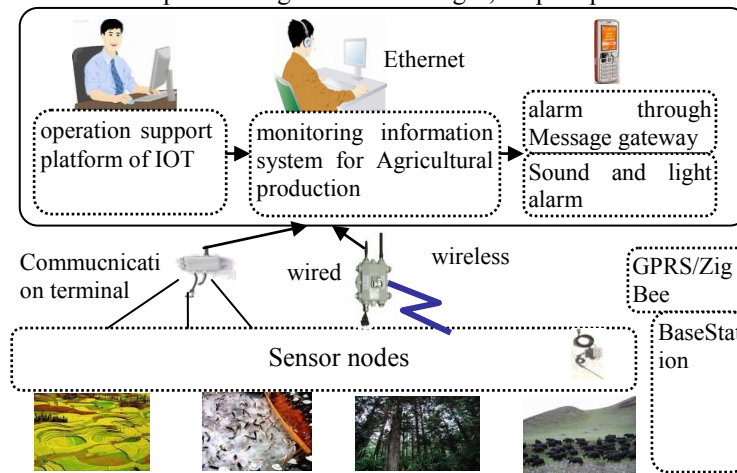 Ethernet
operation support
platform of IOT
monitoring information
system for Agricultural
production
alarm through
Message gateway
Sound and light
alarm
Commucnicati
on terminal
wired
wireless
GPRS/Zig
Bee
Sensor nodes
BaseStat
ion